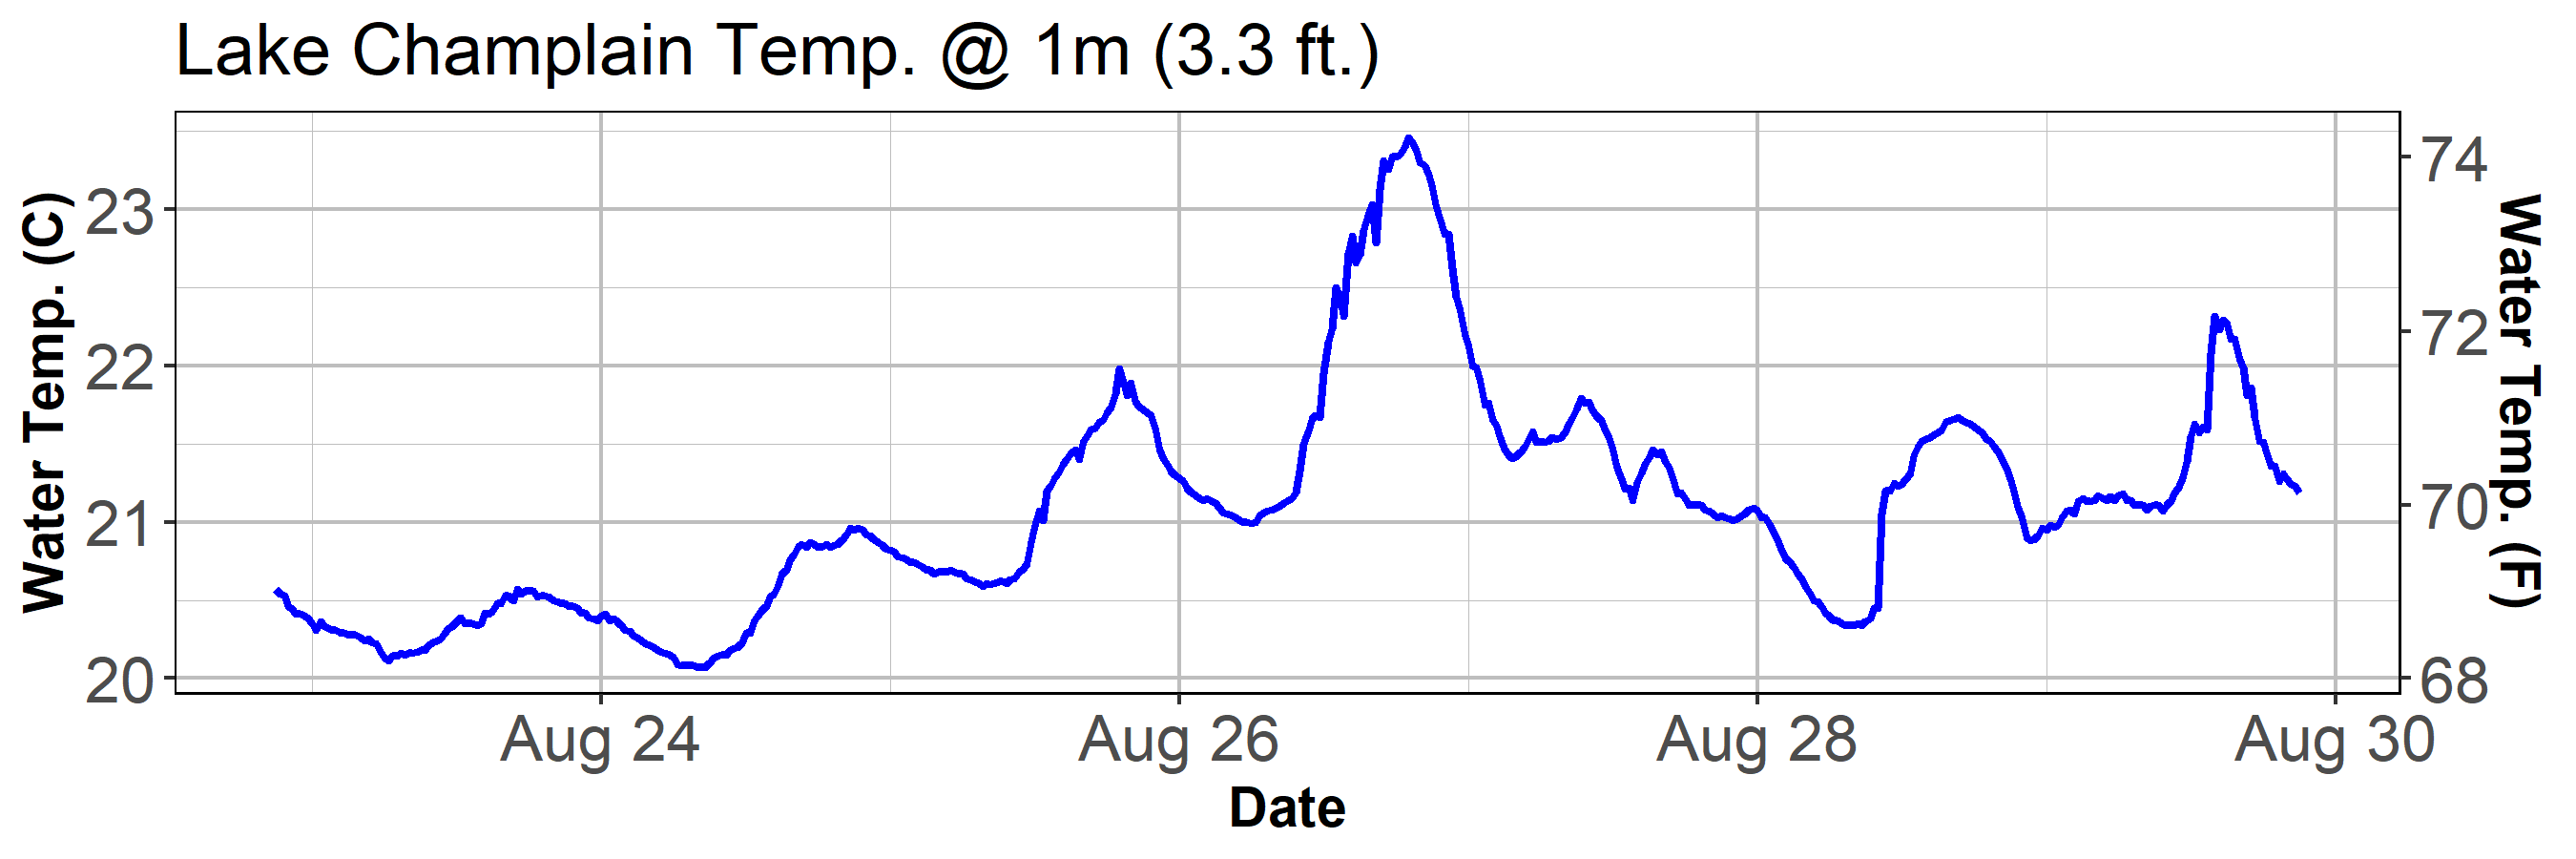 Lake Champlain Temp. @ 1m (3.3 ft.)
Water Temp. (C)
23
22
21
20
74
72
70
68
Water Temp. (F)
Aug 24 Aug 26 Aug 28 Aug 30
Date